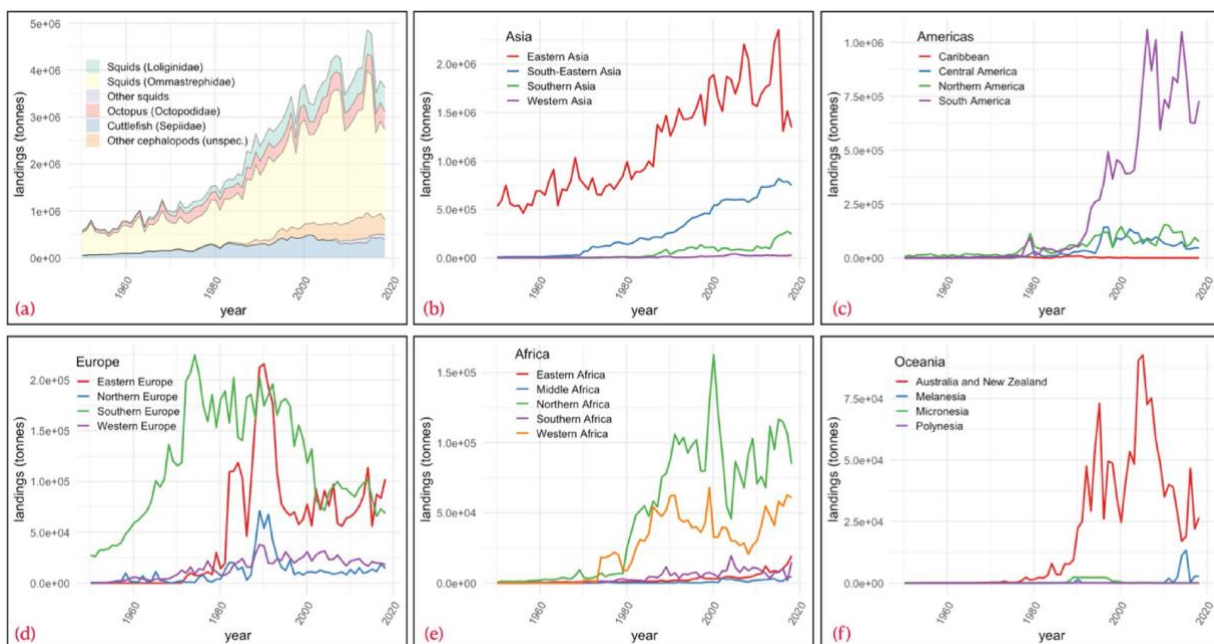 5e+06
4e+06
3e+06
2e+06
1e+06
0e+00
landings (tonnes)
Squids (Loliginidae)
Squids (Ommastrephidae)
Other squids
Octopus (Octopodidae)
Cuttlefish (Sepiidae)
Other cephalopods (unspec.)
1960
1980
2000
2020
year
(a)
Asia
Eastern Asia
South-Eastern Asia
Southern Asia
Western Asia
2.0e+06
1.5e+06
1.0e+06
5.0e+05
0.0e+00
landings (tonnes)
1960
1980
2000
2020
year
(b)
Americas
Caribbean
Central America
Northern America
South America
1.0e+06
7.5e+05
5.0e+05
2.5e+05
0.0e+00
landings (tonnes)
1960
1980
2000
2020
year
(c)
Europe
Eastern Europe
Northern Europe
Southern Europe
Western Europe
2.0e+05
1.5e+05
1.0e+05
5.0e+04
0.0e+00
landings (tonnes)
1960
1980
2000
2020
year
(d)
Africa
Eastern Africa
Middle Africa
Northern Africa
Southern Africa
Western Africa
1.5e+05
1.0e+05
5.0e+04
0.0e+00
landings (tonnes)
1960
1980
2000
2020
year
(e)
Oceania
Australia and New Zealand
Melanesia
Micronesia
Polynesia
7.5e+04
5.0e+04
2.5e+04
0.0e+00
landings (tonnes)
1960
1980
2000
2020
year
(f)